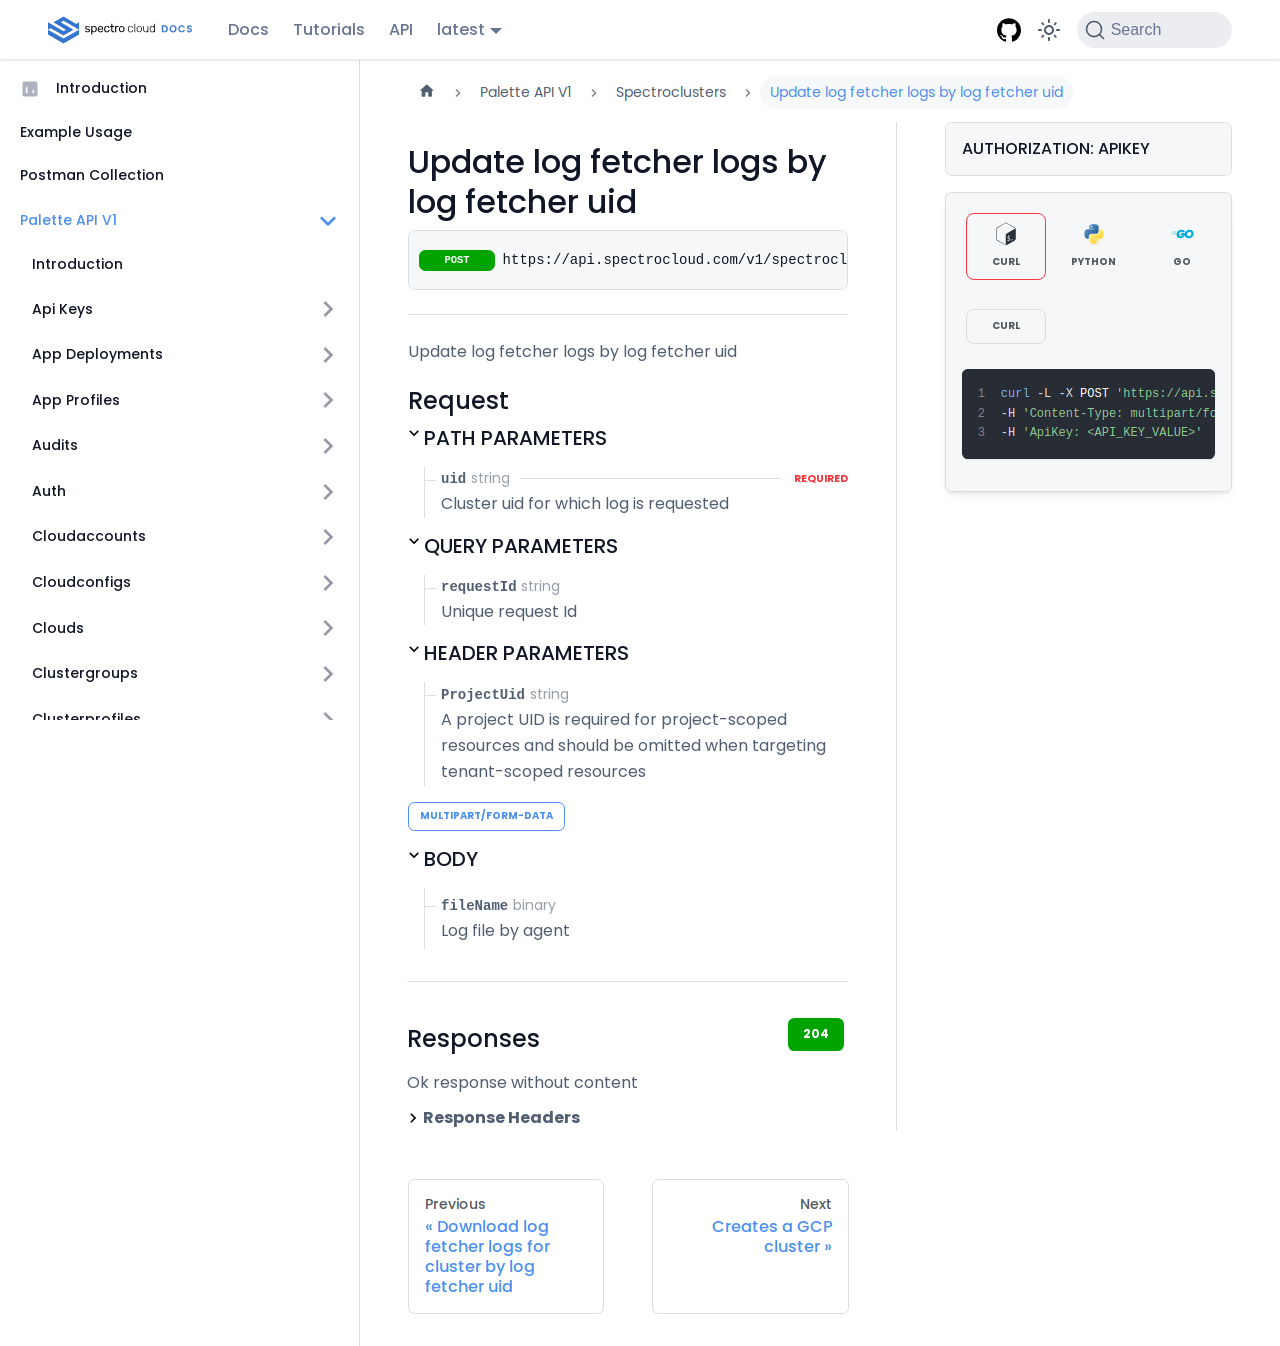 spectro cloud DOCS Docs Tutorials API latest Search
Introduction
Example Usage
Postman Collection
Palette API V1
Introduction
Api Keys
App Deployments
App Profiles
Audits
Auth
Cloudaccounts
Cloudconfigs
Clouds
Clustergroups
Clusterprofiles
Palette API V1 Spectroclusters Update log fetcher logs by log fetcher uid
Update log fetcher logs by
log fetcher uid
POST https://api.spectrocloud.com/v1/spectrocl
Update log fetcher logs by log fetcher uid
Request
PATH PARAMETERS
uid string REQUIRED
Cluster uid for which log is requested
QUERY PARAMETERS
requestId string
Unique request Id
HEADER PARAMETERS
ProjectUid string
A project UID is required for project-scoped
resources and should be omitted when targeting
tenant-scoped resources
MULTIPART/FORM-DATA
BODY
fileName binary
Log file by agent
Responses 204
Ok response without content
Response Headers
Previous
« Download log
fetcher logs for
cluster by log
fetcher uid
Next
Creates a GCP
cluster »
AUTHORIZATION: APIKEY
CURL PYTHON GO
CURL
1 curl -L -X POST 'https://api.s
2 -H 'Content-Type: multipart/fo
3 -H 'ApiKey: <API_KEY_VALUE>'